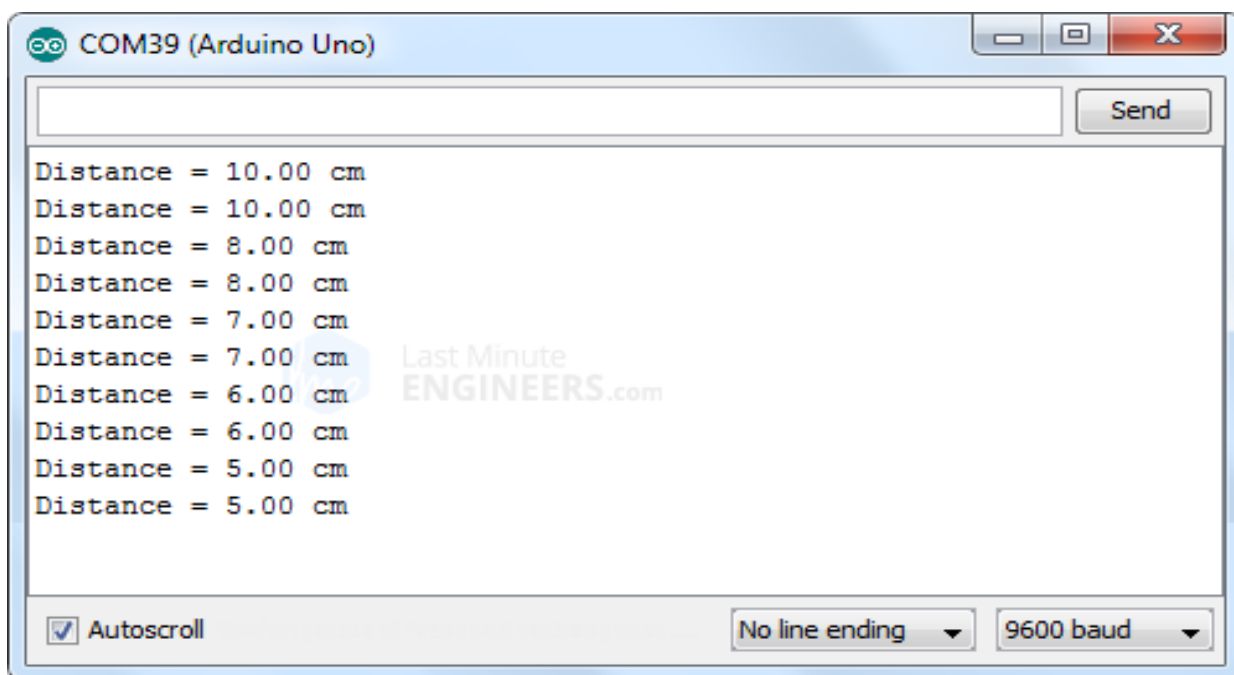 COM39 (Arduino Uno)
Send
Distance = 10.00 cm
Distance = 10.00 cm
Distance = 8.00 cm
Distance = 8.00 cm
Distance = 7.00 cm
Distance = 7.00 cm
Distance = 6.00 cm
Distance = 6.00 cm
Distance = 5.00 cm
Distance = 5.00 cm
lme
Last Minute
ENGINEERS.com
Autoscroll
No line ending
9600 baud